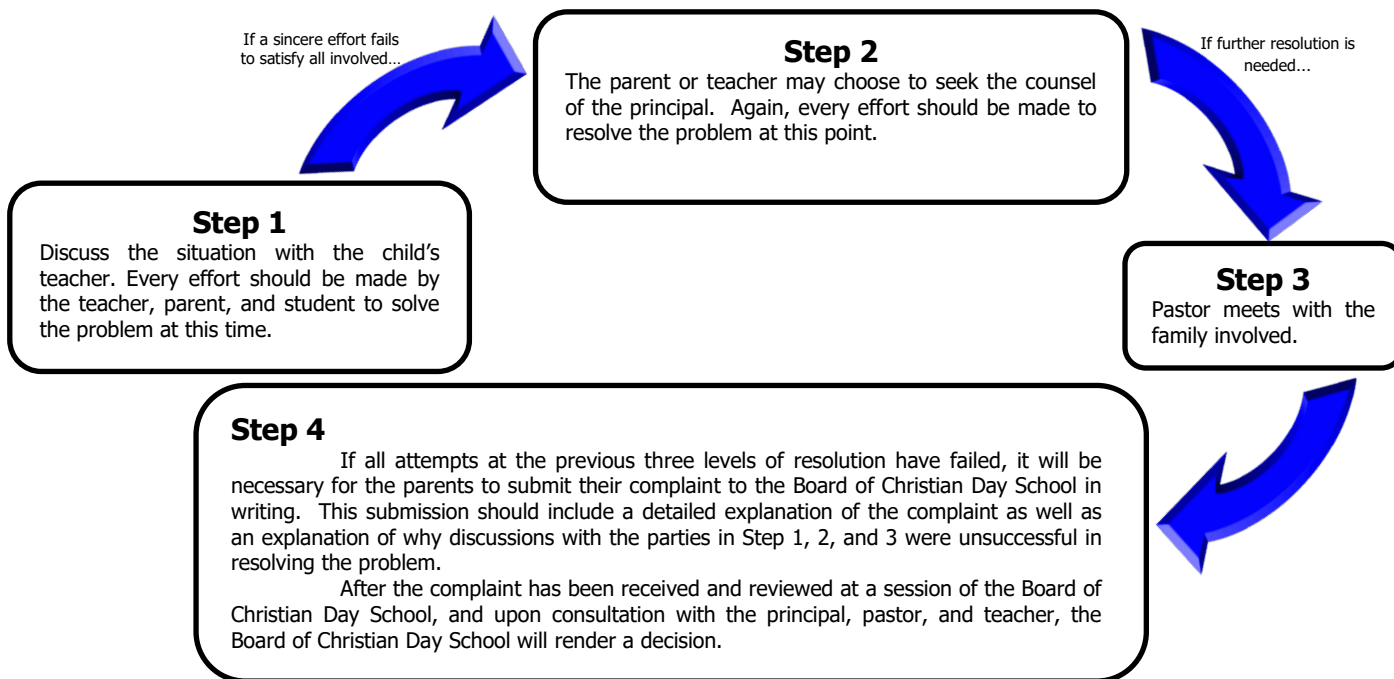 Step 1
Discuss the situation with the child's
teacher. Every effort should be made by
the teacher, parent, and student to solve
the problem at this time.
If a sincere effort fails
to satisfy all involved…
Step 2
The parent or teacher may choose to seek the counsel
of the principal.  Again, every effort should be made to
resolve the problem at this point.
If further resolution is
needed…
Step 3
Pastor meets with the
family involved.
Step 4
If all attempts at the previous three levels of resolution have failed, it will be
necessary for the parents to submit their complaint to the Board of Christian Day School in
writing.  This submission should include a detailed explanation of the complaint as well as
an explanation of why discussions with the parties in Step 1, 2, and 3 were unsuccessful in
resolving the problem.
After the complaint has been received and reviewed at a session of the Board of
Christian Day School, and upon consultation with the principal, pastor, and teacher, the
Board of Christian Day School will render a decision.